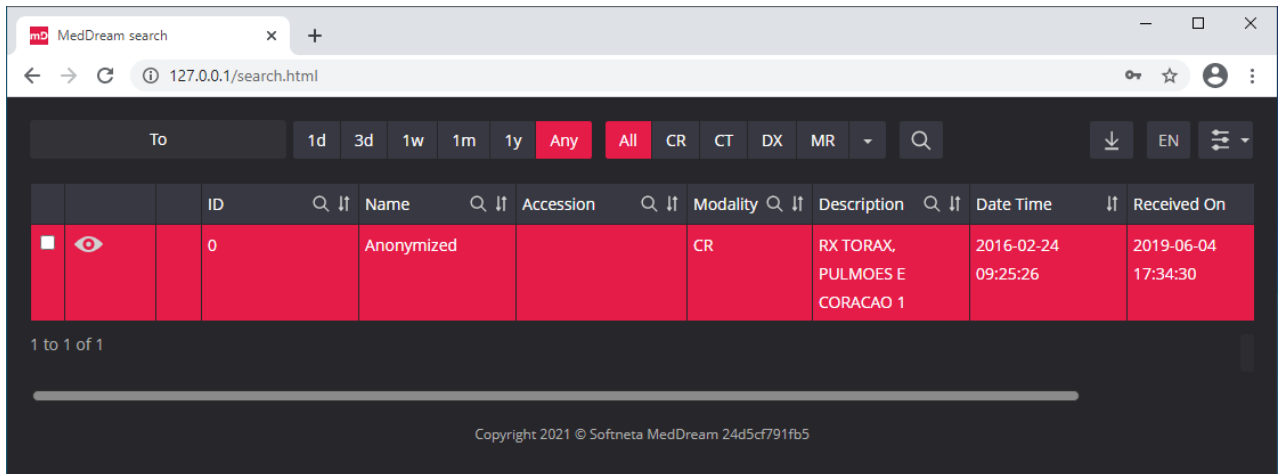 mD MedDream search
127.0.0.1/search.html
To 1d 3d 1w 1m 1y Any All CR CT DX MR EN
ID Name Accession Modality Description Date Time Received On
0 Anonymized CR RX TORAX, 2016-02-24 2019-06-04
PULMOES E 09:25:26 17:34:30
CORACAO 1
1 to 1 of 1
Copyright 2021 © Softneta MedDream 24d5cf791fb5